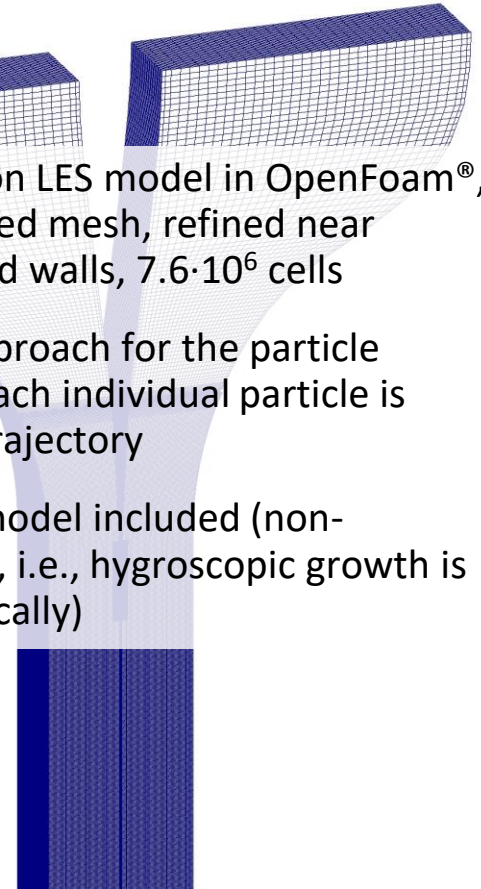 on LES model in OpenFoam®,
ed mesh, refined near
d walls, 7.6·10⁶ cells
proach for the particle
ach individual particle is
rajectory
model included (non-
, i.e., hygroscopic growth is
cally)